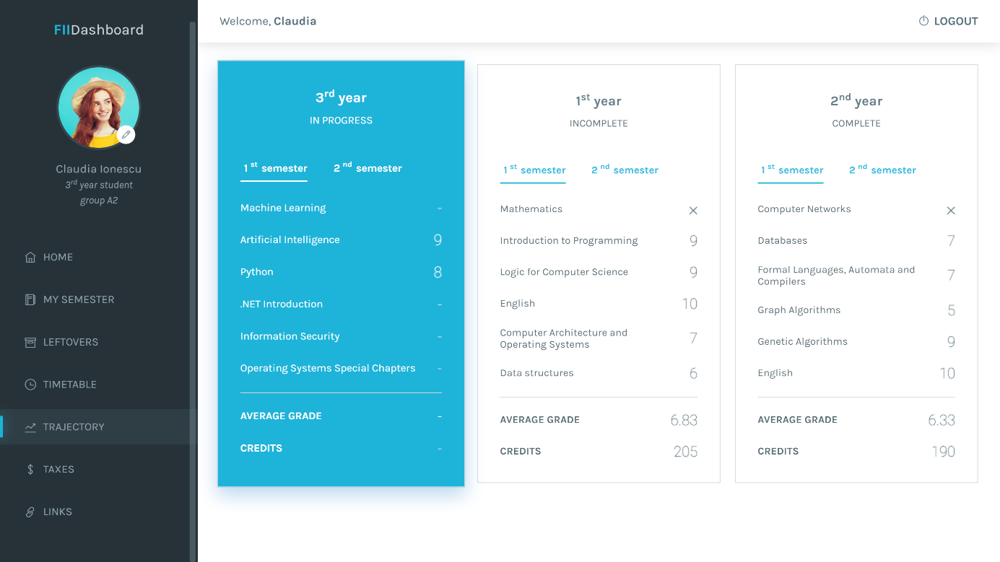 FIIDashboard
Claudia Ionescu
3rd year student
group A2
HOME
MY SEMESTER
LEFTOVERS
TIMETABLE
TRAJECTORY
TAXES
LINKS
Welcome, Claudia
LOGOUT
3rd year
IN PROGRESS
1 st semester 2 nd semester
Machine Learning -
Artificial Intelligence 9
Python 8
.NET Introduction -
Information Security -
Operating Systems Special Chapters -
AVERAGE GRADE -
CREDITS -
1st year
INCOMPLETE
1 st semester 2 nd semester
Mathematics ×
Introduction to Programming 9
Logic for Computer Science 9
English 10
Computer Architecture and
Operating Systems 7
Data structures 6
AVERAGE GRADE 6.83
CREDITS 205
2nd year
COMPLETE
1 st semester 2 nd semester
Computer Networks ×
Databases 7
Formal Languages, Automata and
Compilers 7
Graph Algorithms 5
Genetic Algorithms 9
English 10
AVERAGE GRADE 6.33
CREDITS 190